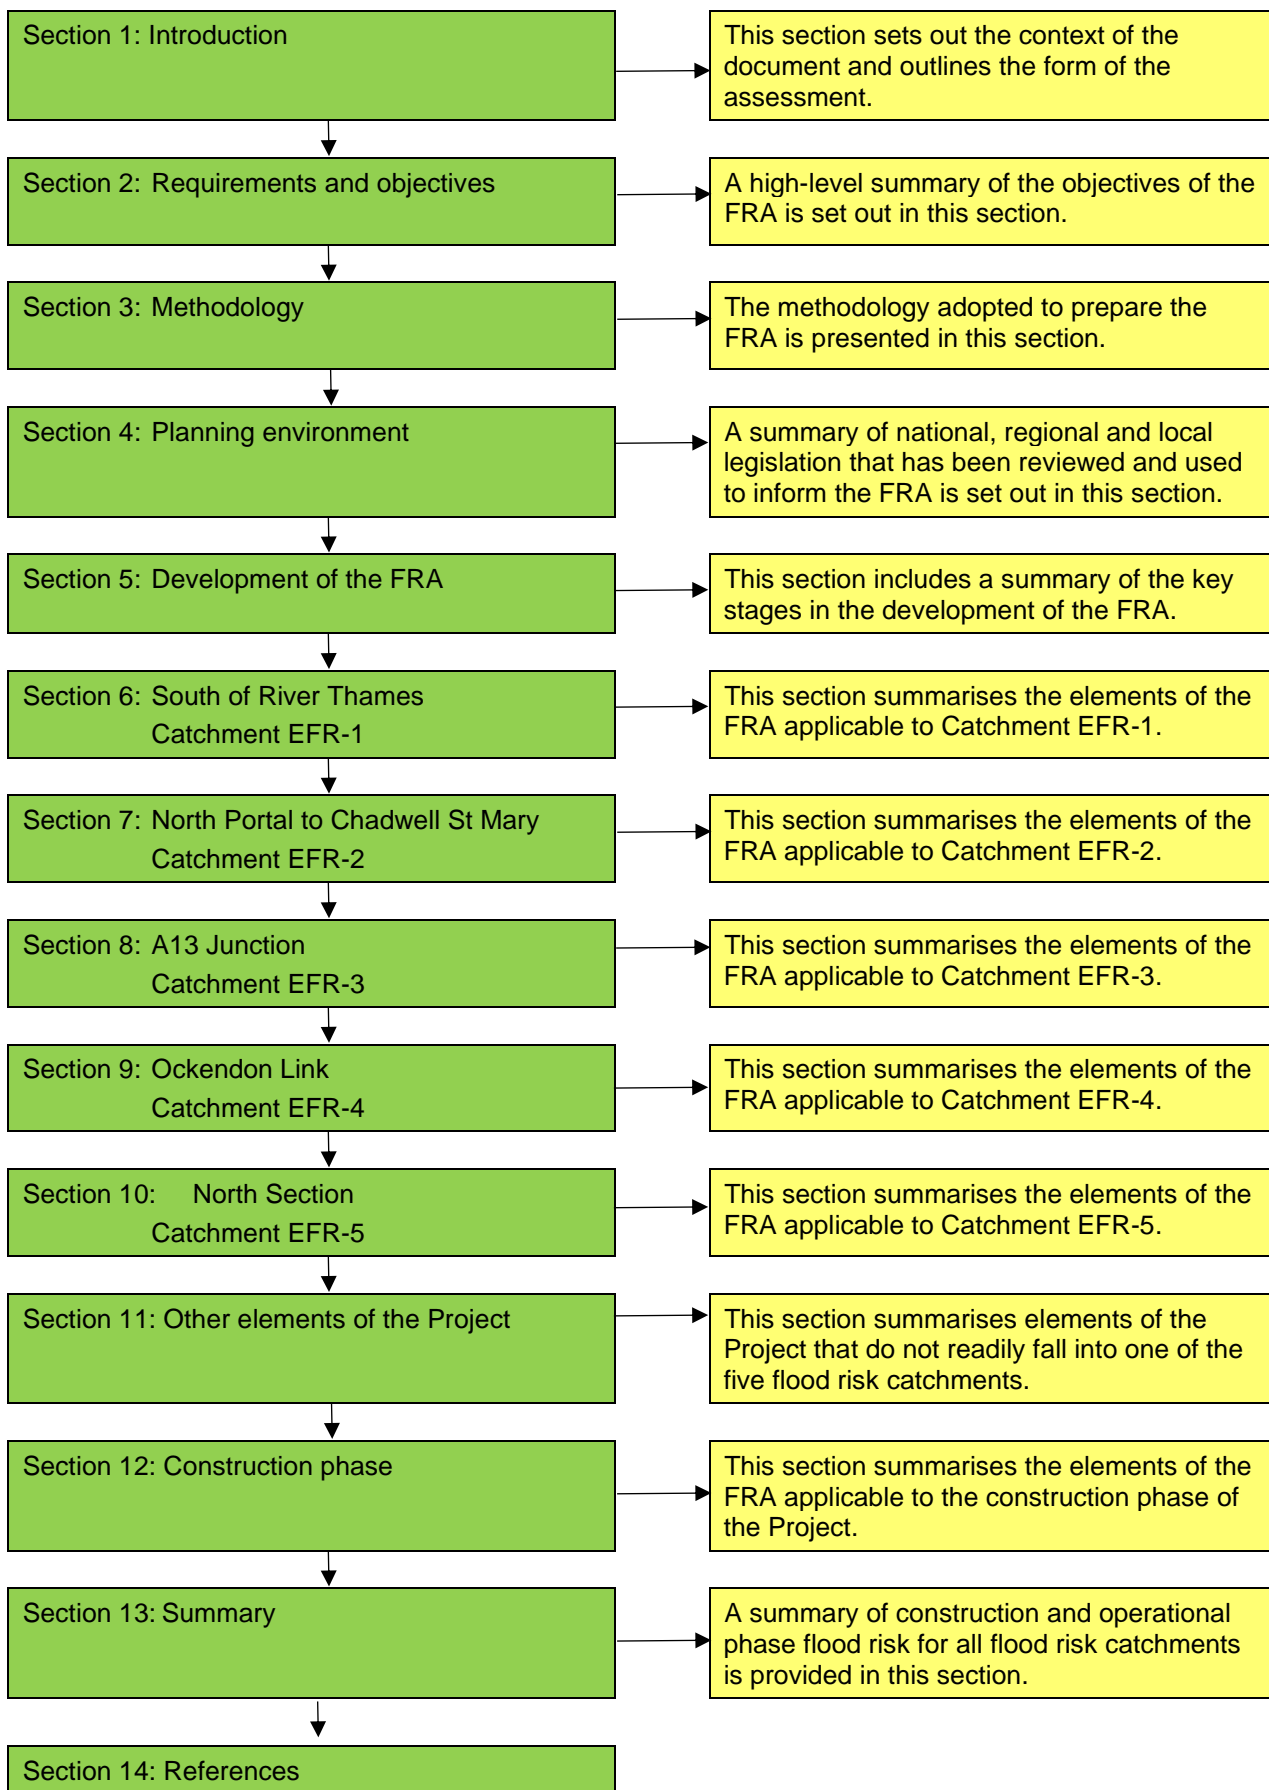 Section 1: Introduction
This section sets out the context of the
document and outlines the form of the
assessment.
Section 2: Requirements and objectives
A high-level summary of the objectives of the
FRA is set out in this section.
Section 3: Methodology
The methodology adopted to prepare the
FRA is presented in this section.
Section 4: Planning environment
A summary of national, regional and local
legislation that has been reviewed and used
to inform the FRA is set out in this section.
Section 5: Development of the FRA
This section includes a summary of the key
stages in the development of the FRA.
Section 6: South of River Thames
Catchment EFR-1
This section summarises the elements of the
FRA applicable to Catchment EFR-1.
Section 7: North Portal to Chadwell St Mary
Catchment EFR-2
This section summarises the elements of the
FRA applicable to Catchment EFR-2.
Section 8: A13 Junction
Catchment EFR-3
This section summarises the elements of the
FRA applicable to Catchment EFR-3.
Section 9: Ockendon Link
Catchment EFR-4
This section summarises the elements of the
FRA applicable to Catchment EFR-4.
Section 10: North Section
Catchment EFR-5
This section summarises the elements of the
FRA applicable to Catchment EFR-5.
Section 11: Other elements of the Project
This section summarises elements of the
Project that do not readily fall into one of the
five flood risk catchments.
Section 12: Construction phase
This section summarises the elements of the
FRA applicable to the construction phase of
the Project.
Section 13: Summary
A summary of construction and operational
phase flood risk for all flood risk catchments
is provided in this section.
Section 14: References